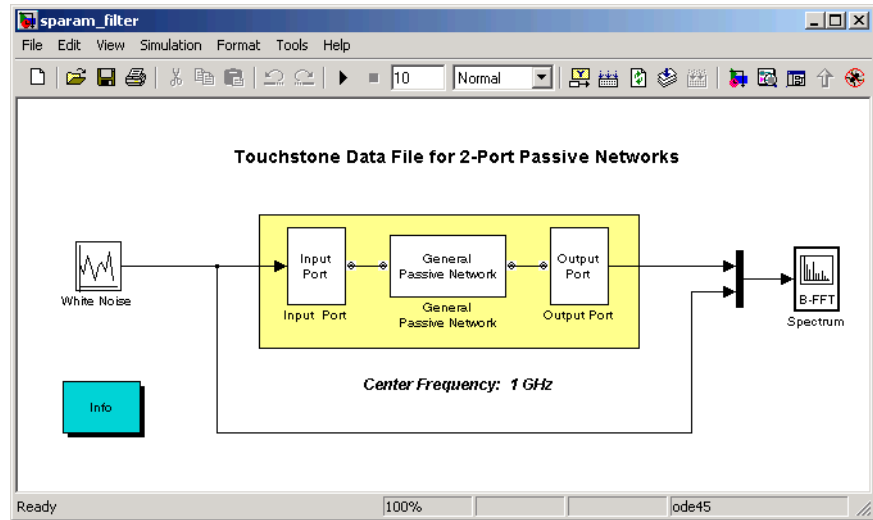 sparam_filter
File Edit View Simulation Format Tools Help
10 Normal
Touchstone Data File for 2-Port Passive Networks
White Noise
Input
Port
Input Port
General
Passive Network
General
Passive Network
Output
Port
Output Port
B-FFT
Spectrum
Center Frequency: 1 GHz
Info
Ready 100% ode45